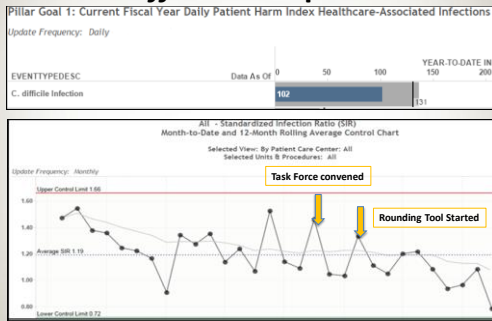 Pillar Goal 1: Current Fiscal Year Daily Patient Harm Index Healthcare-Associated Infections
Update Frequency: Daily
YEAR-TO-DATE IN
EVENTTYPEDESC Data As Of 0 50 100 150 200
C. difficile Infection 102
131
All - Standardized Infection Ratio (SIR)
Month-to-Date and 12-Month Rolling Average Control Chart
Selected View: By Patient Care Center: All
Selected Units & Procedures: All
Task Force convened
Update Frequency: Monthly
Upper Control Limit 1.66
1.60
Rounding Tool Started
1.40
Average SIR 1.19
1.20
1.00
0.80
Lower Control Limit 0.72